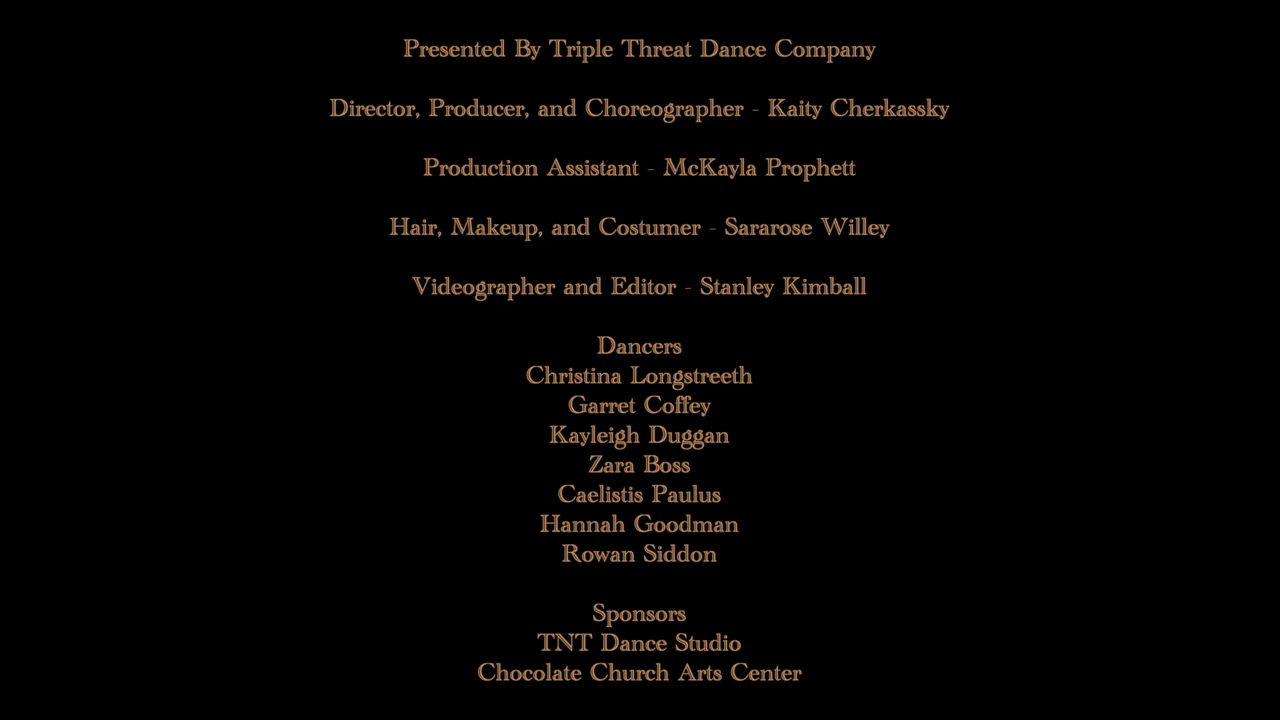 Presented By Triple Threat Dance Company
Director, Producer, and Choreographer - Kaity Cherkassky
Production Assistant - McKayla Prophett
Hair, Makeup, and Costumer - Sararose Willey
Videographer and Editor - Stanley Kimball
Dancers
Christina Longstreeth
Garret Coffey
Kayleigh Duggan
Zara Boss
Caelistis Paulus
Hannah Goodman
Rowan Siddon
Sponsors
TNT Dance Studio
Chocolate Church Arts Center